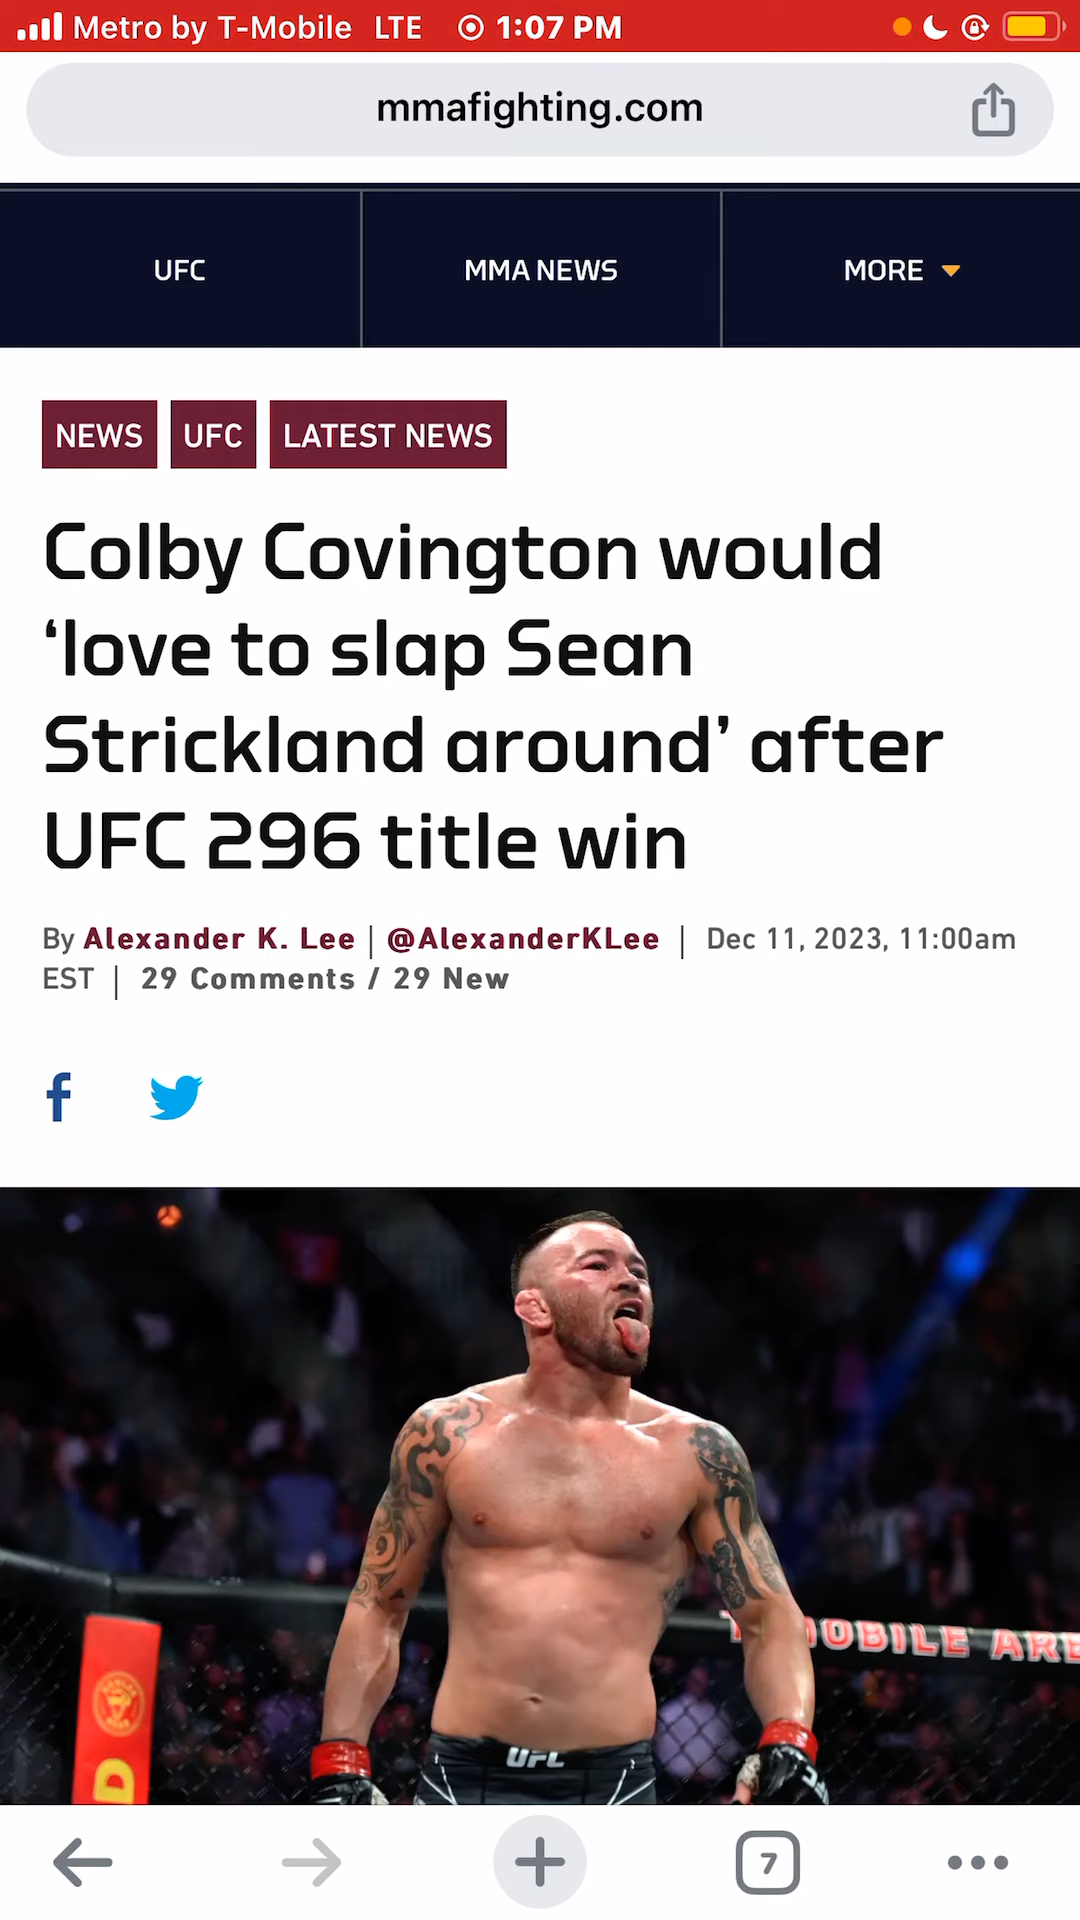 Metro by T-Mobile LTE 1:07 PM
mmafighting.com
UFC
MMA NEWS
MORE
NEWS
UFC
LATEST NEWS
Colby Covington would
‘love to slap Sean
Strickland around’ after
UFC 296 title win
By Alexander K. Lee | @AlexanderKLee | Dec 11, 2023, 11:00am
EST | 29 Comments / 29 New
UFC
7